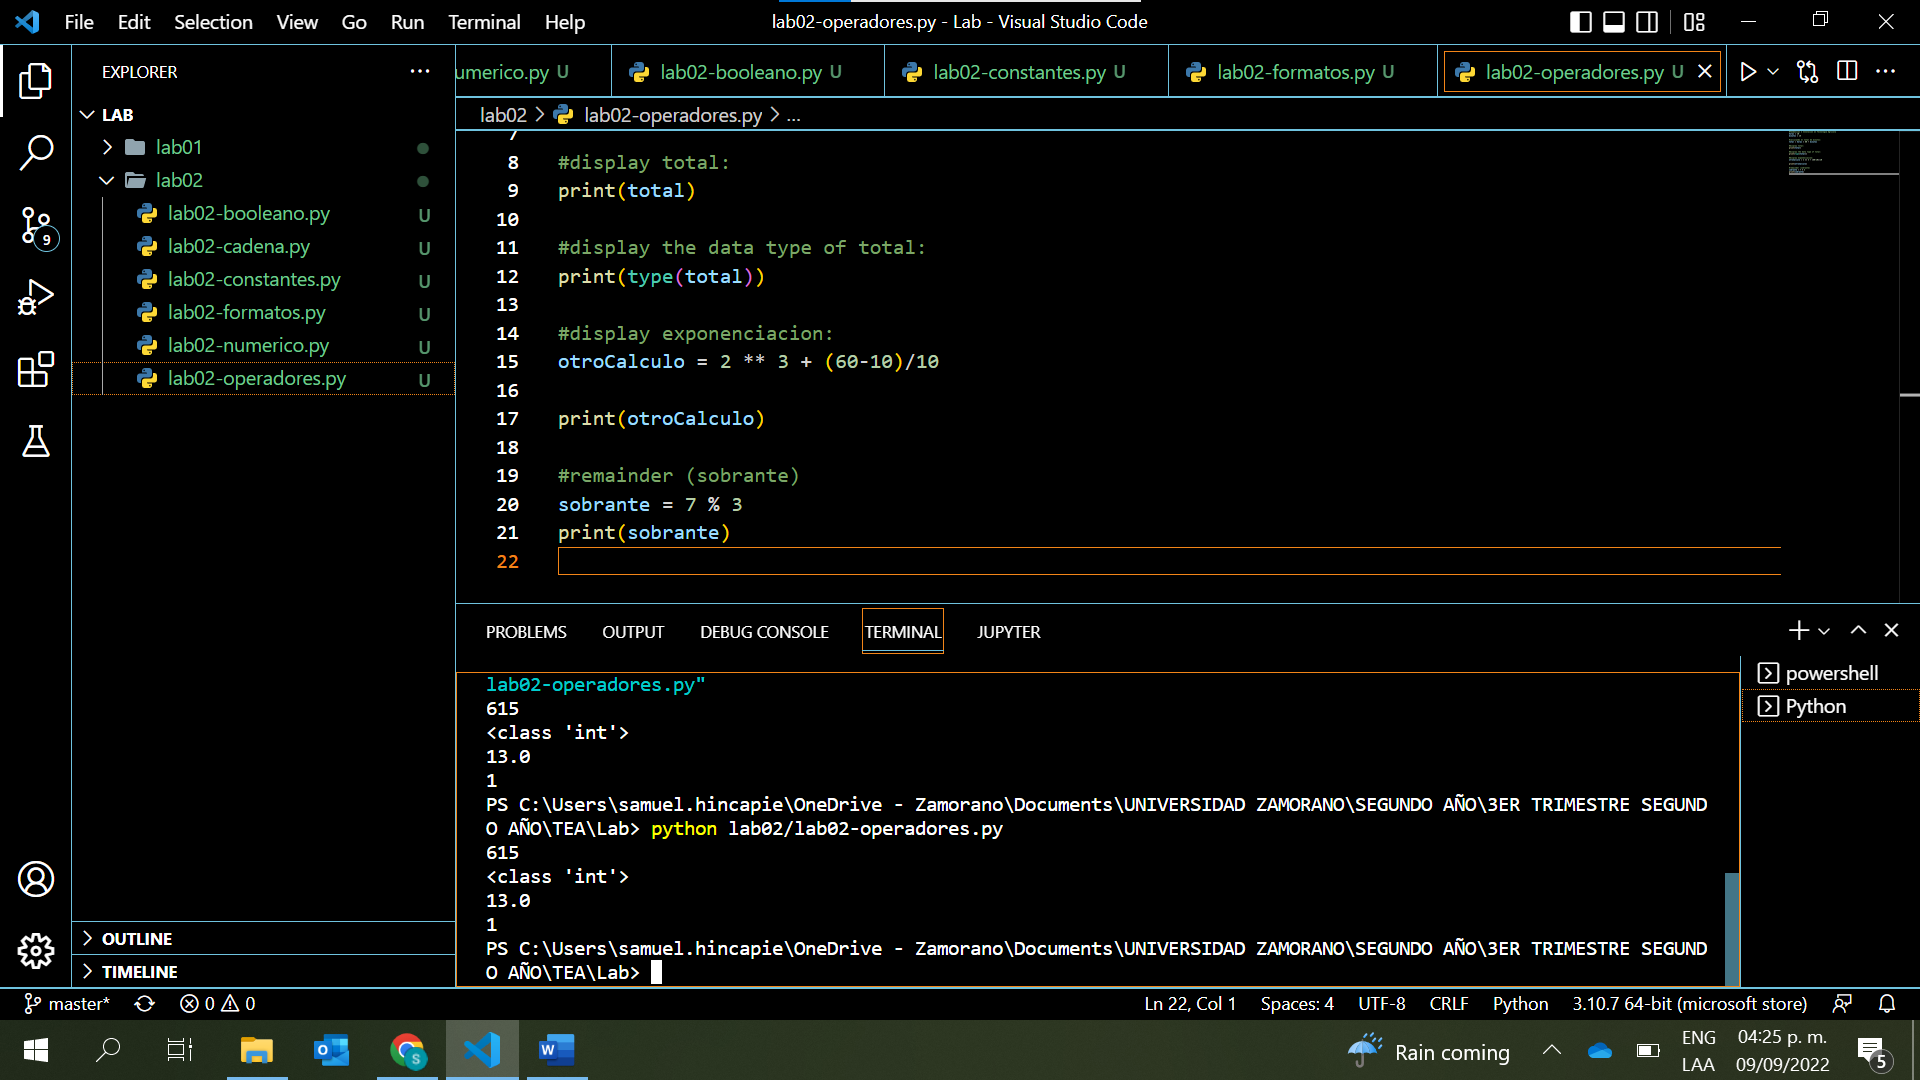 File Edit Selection View Go Run Terminal Help
lab02-operadores.py - Lab - Visual Studio Code
EXPLORER
umerico.py U
lab02-booleano.py U
lab02-constantes.py U
lab02-formatos.py U
lab02-operadores.py U
lab02 > lab02-operadores.py > ...
LAB
lab01
lab02
lab02-booleano.py U
lab02-cadena.py U
lab02-constantes.py U
lab02-formatos.py U
lab02-numerico.py U
lab02-operadores.py U
9
OUTLINE
TIMELINE
7
8 #display total:
9 print(total)
10
11 #display the data type of total:
12 print(type(total))
13
14 #display exponenciacion:
15 otroCalculo = 2 ** 3 + (60-10)/10
16
17 print(otroCalculo)
18
19 #remainder (sobrante)
20 sobrante = 7 % 3
21 print(sobrante)
22
PROBLEMS OUTPUT DEBUG CONSOLE TERMINAL JUPYTER
lab02-operadores.py"
615
<class 'int'>
13.0
1
PS C:\Users\samuel.hincapie\OneDrive - Zamorano\Documents\UNIVERSIDAD ZAMORANO\SEGUNDO AÑO\3ER TRIMESTRE SEGUND
O AÑO\TEA\Lab> python lab02/lab02-operadores.py
615
<class 'int'>
13.0
1
PS C:\Users\samuel.hincapie\OneDrive - Zamorano\Documents\UNIVERSIDAD ZAMORANO\SEGUNDO AÑO\3ER TRIMESTRE SEGUND
O AÑO\TEA\Lab>
powershell
Python
master* 0 0
Ln 22, Col 1 Spaces: 4 UTF-8 CRLF Python 3.10.7 64-bit (microsoft store)
Rain coming
ENG
LAA
04:25 p. m.
09/09/2022
5